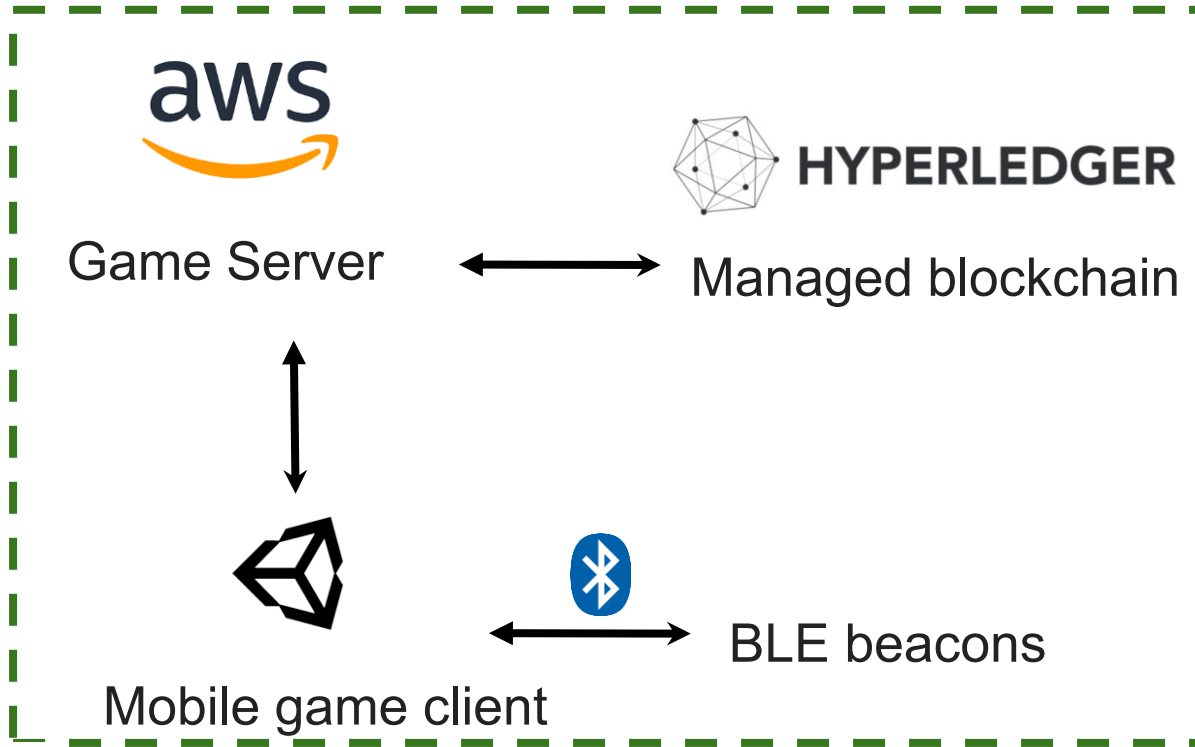 aws
HYPERLEDGER
Game Server
Managed blockchain
BLE beacons
Mobile game client